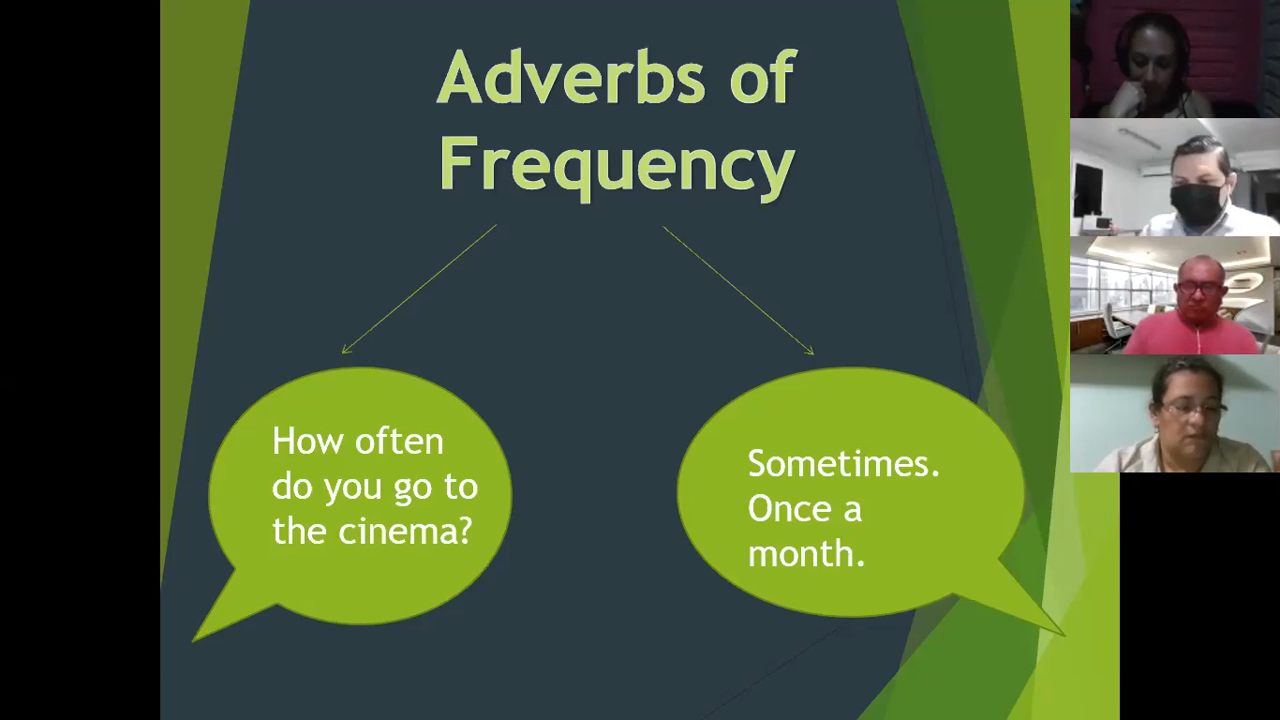 Adverbs of
Frequency
How often
do you go to
the cinema?
Sometimes.
Once a
month.